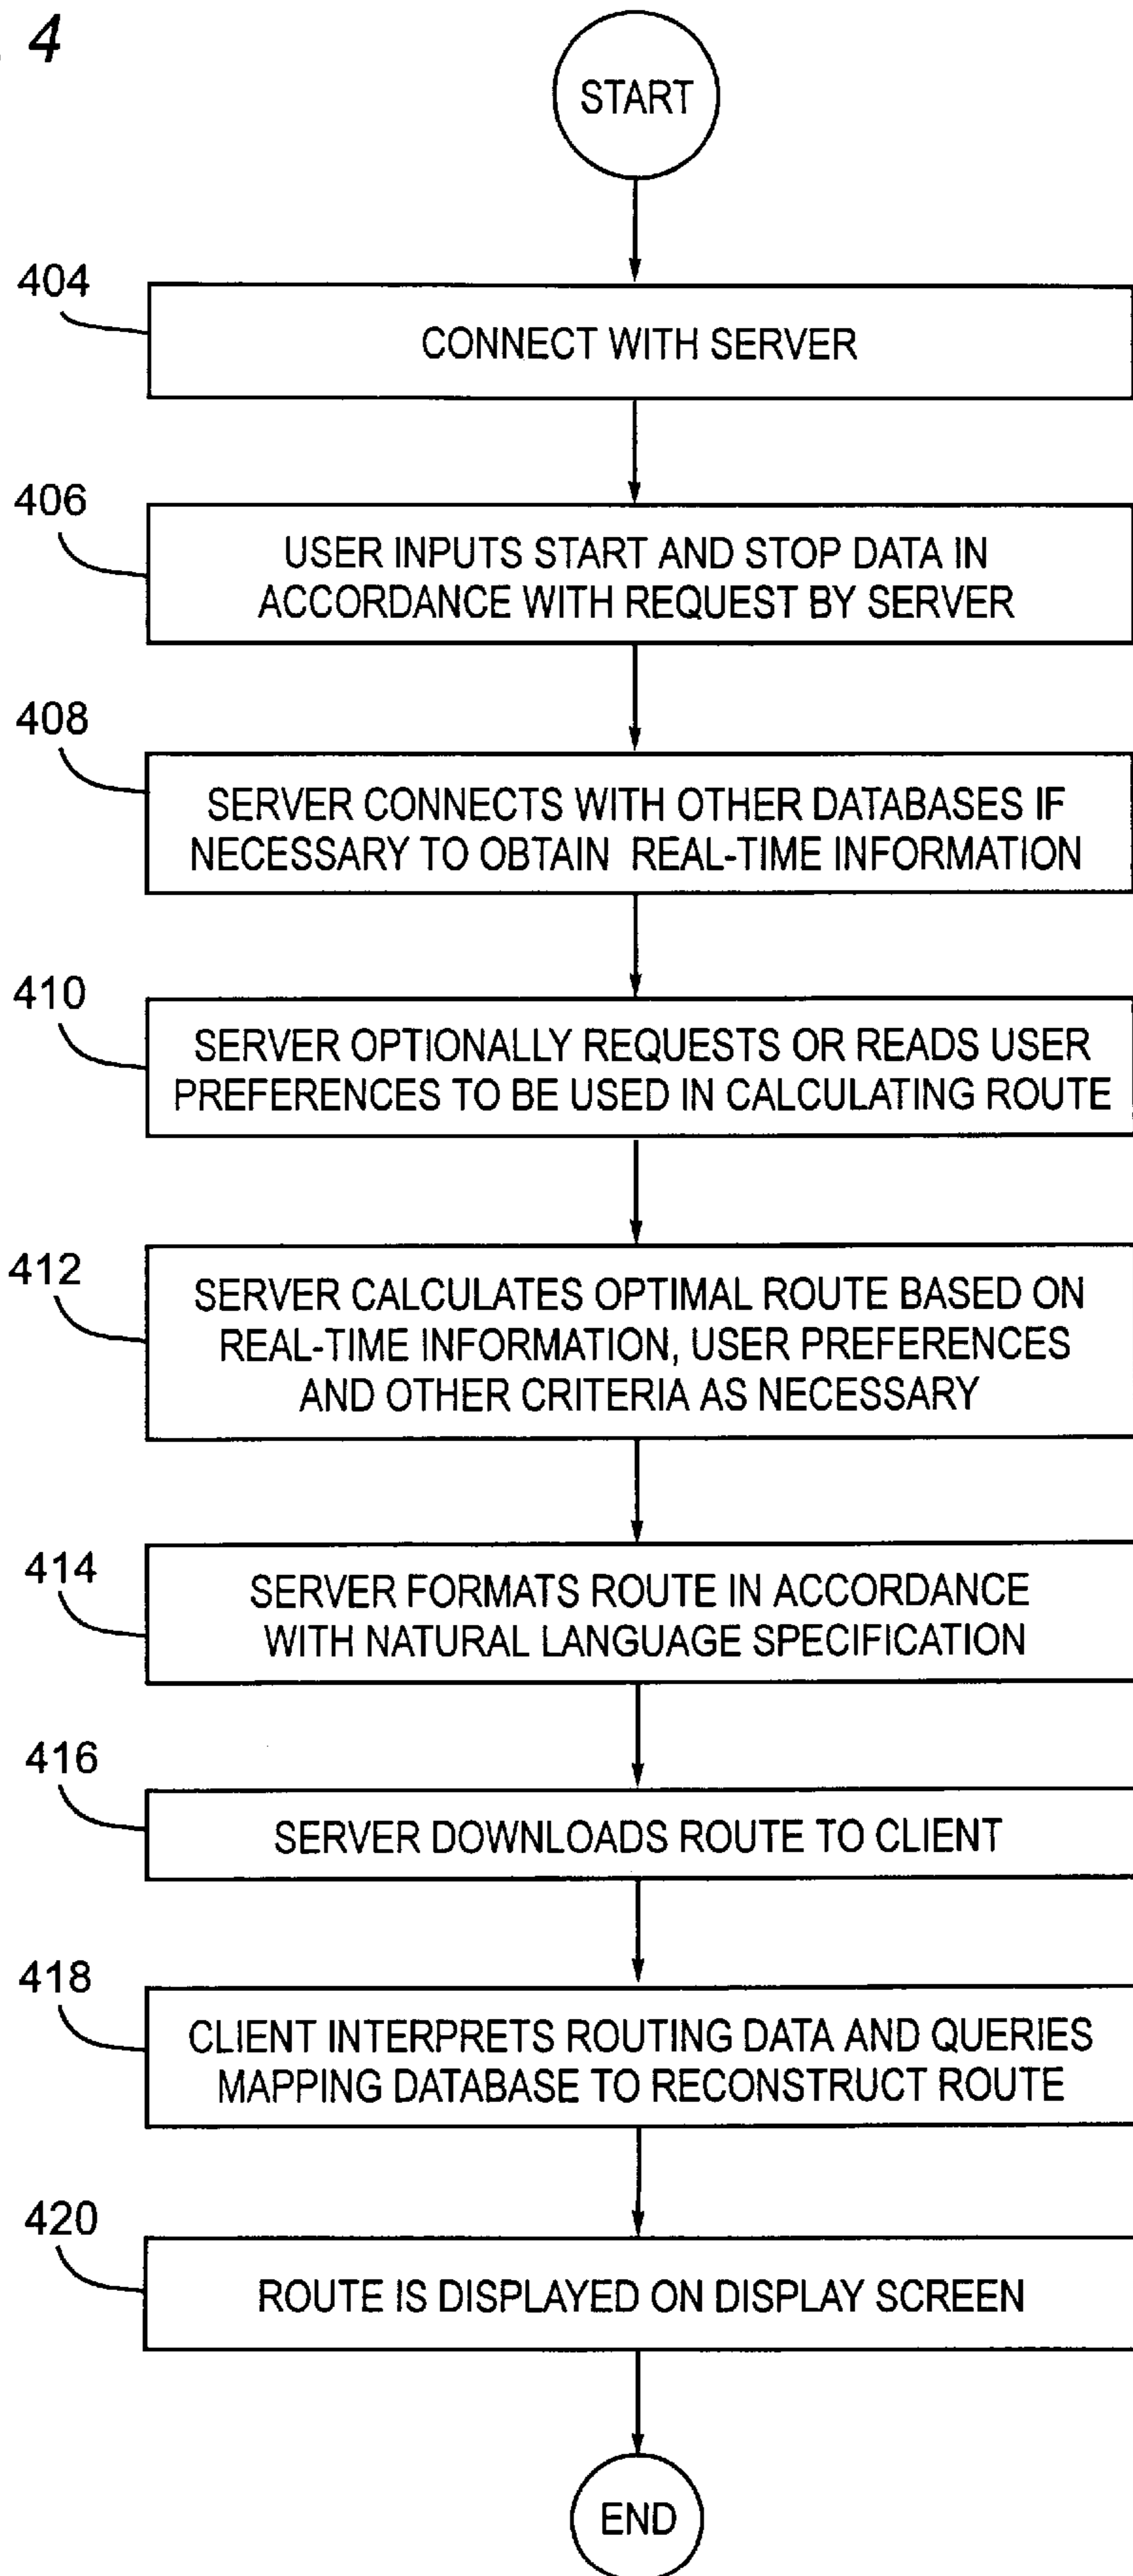 4
START
404
CONNECT WITH SERVER
406
USER INPUTS START AND STOP DATA IN
ACCORDANCE WITH REQUEST BY SERVER
408
SERVER CONNECTS WITH OTHER DATABASES IF
NECESSARY TO OBTAIN REAL-TIME INFORMATION
410
SERVER OPTIONALLY REQUESTS OR READS USER
PREFERENCES TO BE USED IN CALCULATING ROUTE
412
SERVER CALCULATES OPTIMAL ROUTE BASED ON
REAL-TIME INFORMATION, USER PREFERENCES
AND OTHER CRITERIA AS NECESSARY
414
SERVER FORMATS ROUTE IN ACCORDANCE
WITH NATURAL LANGUAGE SPECIFICATION
416
SERVER DOWNLOADS ROUTE TO CLIENT
418
CLIENT INTERPRETS ROUTING DATA AND QUERIES
MAPPING DATABASE TO RECONSTRUCT ROUTE
420
ROUTE IS DISPLAYED ON DISPLAY SCREEN
END